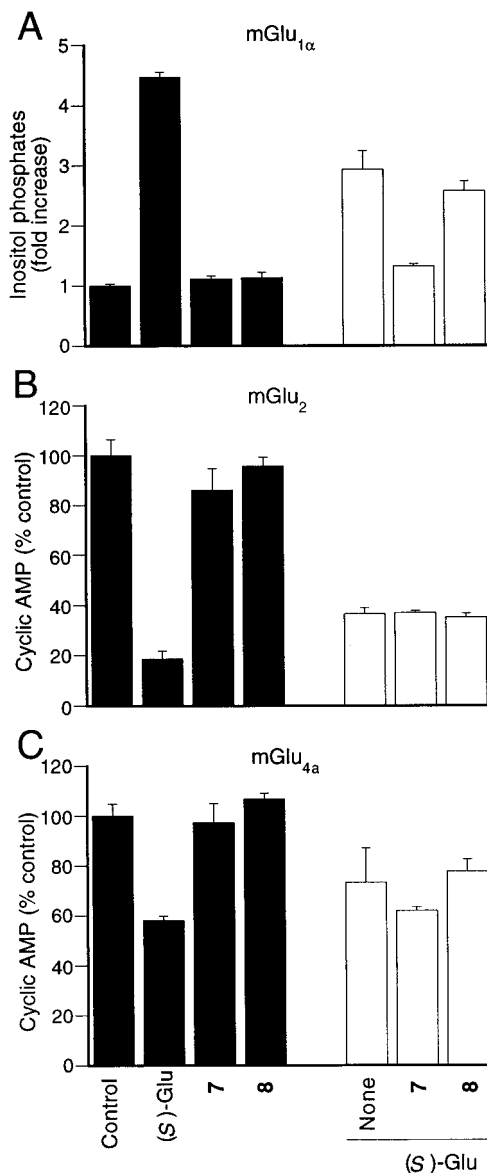 A
mGlu1α
Inositol phosphates
(fold increase)
5
4
3
2
1
0
B
mGlu2
Cyclic AMP (% control)
120
100
80
60
40
20
0
C
mGlu4a
Cyclic AMP (% control)
120
100
80
60
40
20
0
Control
(S)-Glu
7
8
None
7
8
(S)-Glu